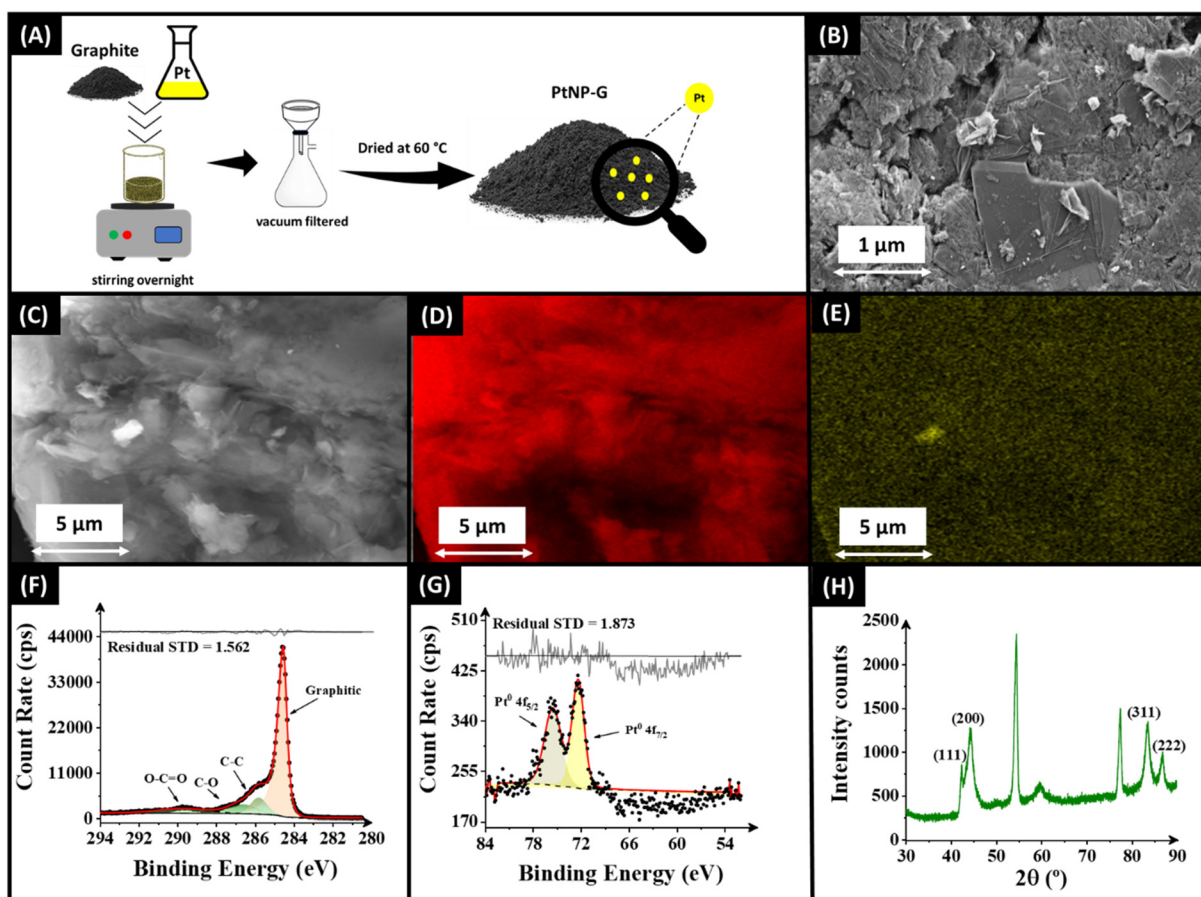 (A)
Graphite
Pt
stirring overnight
vacuum filtered
Dried at 60 °C
PtNP-G
Pt
(B)
1 µm
(C)
5 µm
(D)
5 µm
(E)
5 µm
(F)
Residual STD = 1.562
Graphitic
C-C
C-O
O-C=O
Count Rate (cps)
44000
33000
22000
11000
0
294 292 290 288 286 284 282 280
Binding Energy (eV)
(G)
Residual STD = 1.873
Pt⁰ 4f5/2
Pt⁰ 4f7/2
Count Rate (cps)
510
425
340
255
170
84 78 72 66 60 54
Binding Energy (eV)
(H)
(111)
(200)
(311)
(222)
Intensity counts
2500
2000
1500
1000
500
0
30 40 50 60 70 80 90
2θ (º)